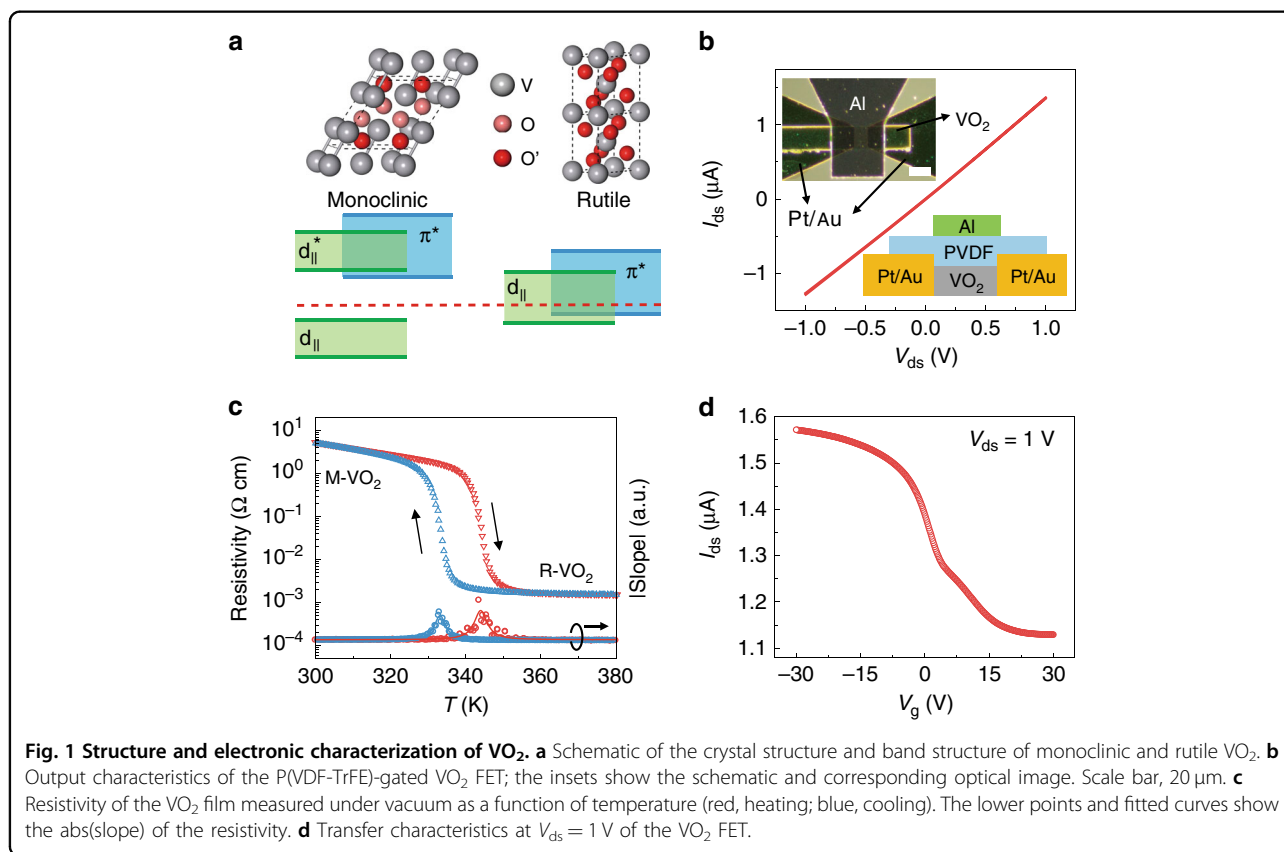 a
V
O
O'
Monoclinic
Rutile
d||*
π*
d||
d||
π*
b
Ids (μA)
1
0
−1
−1.0
−0.5
0.0
0.5
1.0
Vds (V)
Al
VO2
Pt/Au
Al
PVDF
Pt/Au
VO2
Pt/Au
c
Resistivity (Ω cm)
10^1
10^0
10^−1
10^−2
10^−3
10^−4
M-VO2
R-VO2
|Slopel (a.u.)
300
320
340
360
380
T (K)
d
Ids (μA)
1.6
1.5
1.4
1.3
1.2
1.1
Vds = 1 V
−30
−15
0
15
30
Vg (V)
Fig. 1 Structure and electronic characterization of VO2. a Schematic of the crystal structure and band structure of monoclinic and rutile VO2. b
Output characteristics of the P(VDF-TrFE)-gated VO2 FET; the insets show the schematic and corresponding optical image. Scale bar, 20 μm. c
Resistivity of the VO2 film measured under vacuum as a function of temperature (red, heating; blue, cooling). The lower points and fitted curves show
the abs(slope) of the resistivity. d Transfer characteristics at Vds = 1 V of the VO2 FET.